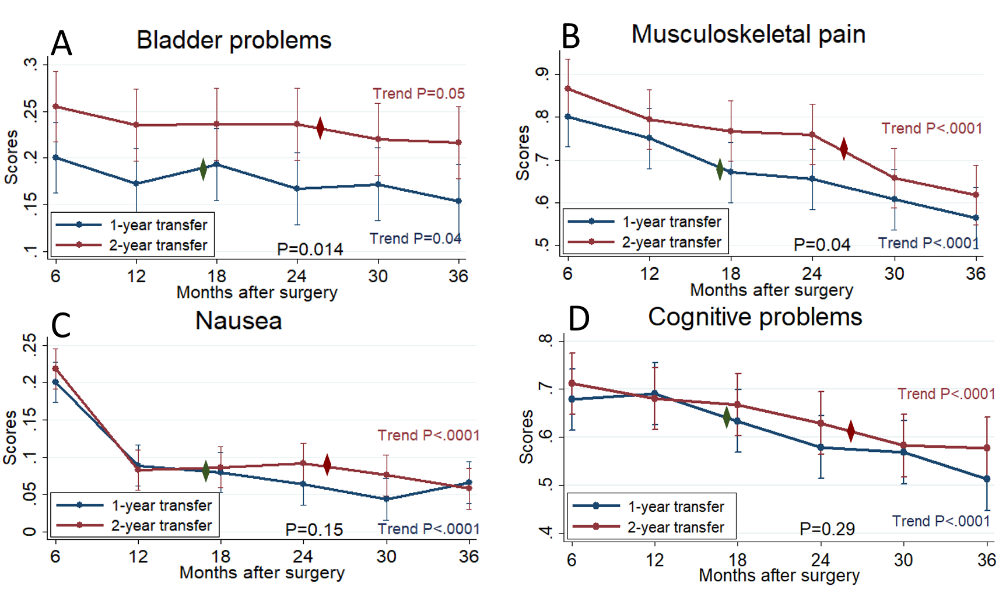 A
Bladder problems
.3
.25
.2
.15
.1
Scores
Trend P=0.05
1-year transfer
2-year transfer
P=0.014
Trend P=0.04
6 12 18 24 30 36
Months after surgery
B
Musculoskeletal pain
.9
.8
.7
.6
.5
Scores
Trend P<.0001
1-year transfer
2-year transfer
P=0.04
Trend P<.0001
6 12 18 24 30 36
Months after surgery
C
Nausea
.25
.2
.15
.1
.05
0
Scores
Trend P<.0001
1-year transfer
2-year transfer
P=0.15
Trend P<.0001
6 12 18 24 30 36
Months after surgery
D
Cognitive problems
.8
.7
.6
.5
.4
Scores
Trend P<.0001
1-year transfer
2-year transfer
P=0.29
Trend P<.0001
6 12 18 24 30 36
Months after surgery